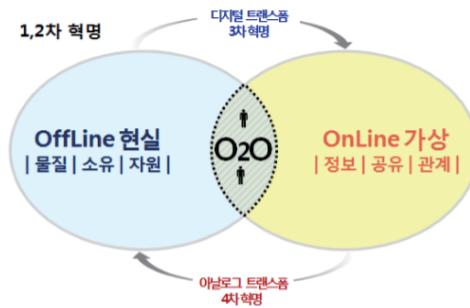 디지털 트랜스폼
3차 혁명
1,2차 혁명
OffLine 현실
| 물질 | 소유 | 자원 |
O2O
OnLine 가상
| 정보 | 공유 | 관계 |
아날로그 트랜스폼
4차 혁명